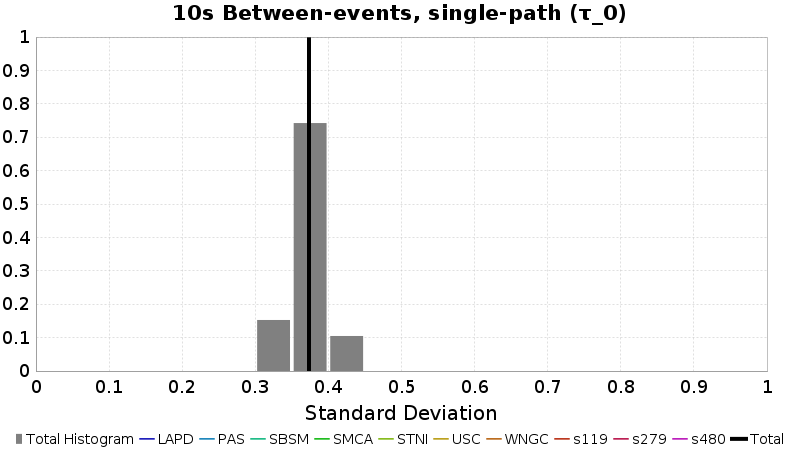 10s Between-events, single-path (τ_0)
1
0.9
0.8
0.7
0.6
0.5
0.4
0.3
0.2
0.1
0
0 0.1 0.2 0.3 0.4 0.5 0.6 0.7 0.8 0.9 1
Standard Deviation
Total Histogram LAPD PAS SBSM SMCA STNI USC WNGC s119 s279 s480 Total